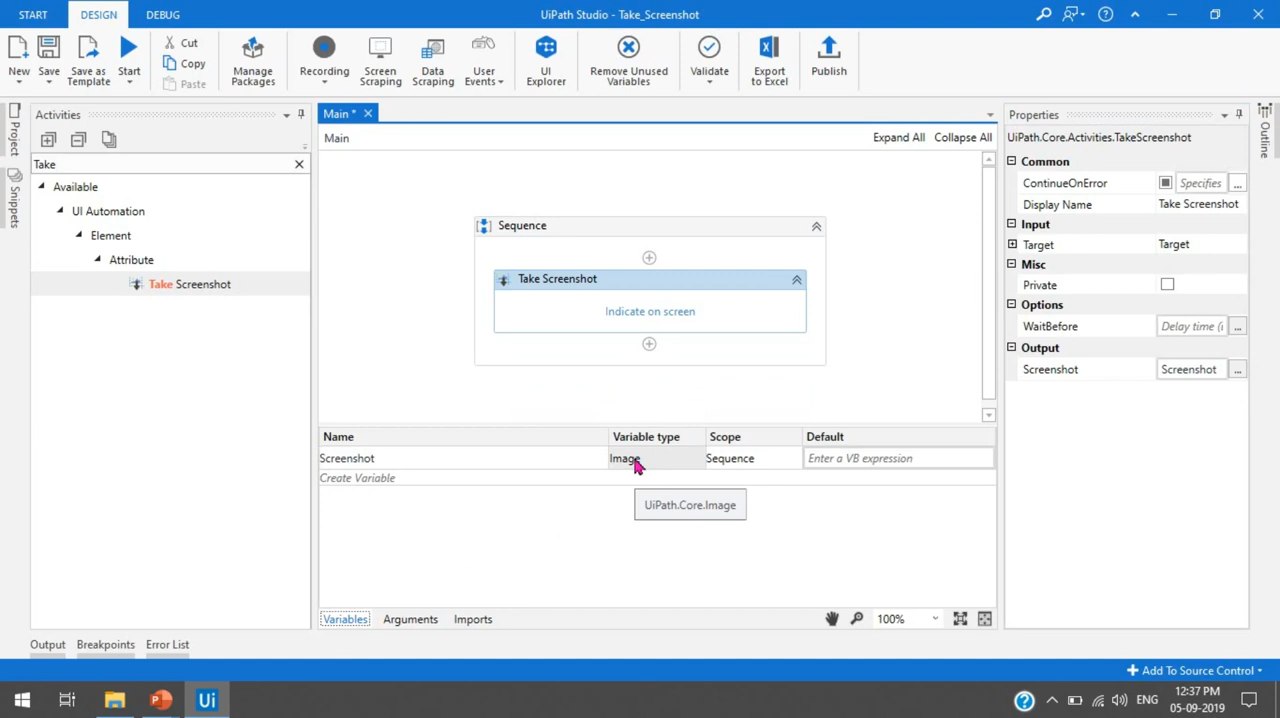 START DESIGN DEBUG UiPath Studio - Take_Screenshot
New Save Save as Template Start Cut Copy Paste Manage Packages Recording Screen Scraping Data Scraping User Events UI Explorer Remove Unused Variables Validate Export to Excel Publish
Project
Snippets
Activities
Take
Available
UI Automation
Element
Attribute
Take Screenshot
Main *
Main Expand All Collapse All
Sequence
Take Screenshot
Indicate on screen
Name Variable type Scope Default
Screenshot Image Sequence Enter a VB expression
Create Variable
UiPath.Core.Image
Variables Arguments Imports 100%
Properties
UiPath.Core.Activities.TakeScreenshot
Common
ContinueOnError Specifies ...
Display Name Take Screenshot
Input
Target Target
Misc
Private
Options
WaitBefore Delay time (i ...
Output
Screenshot Screenshot ...
Outline
Output Breakpoints Error List
Add To Source Control
Ui ENG 12:37 PM
05-09-2019